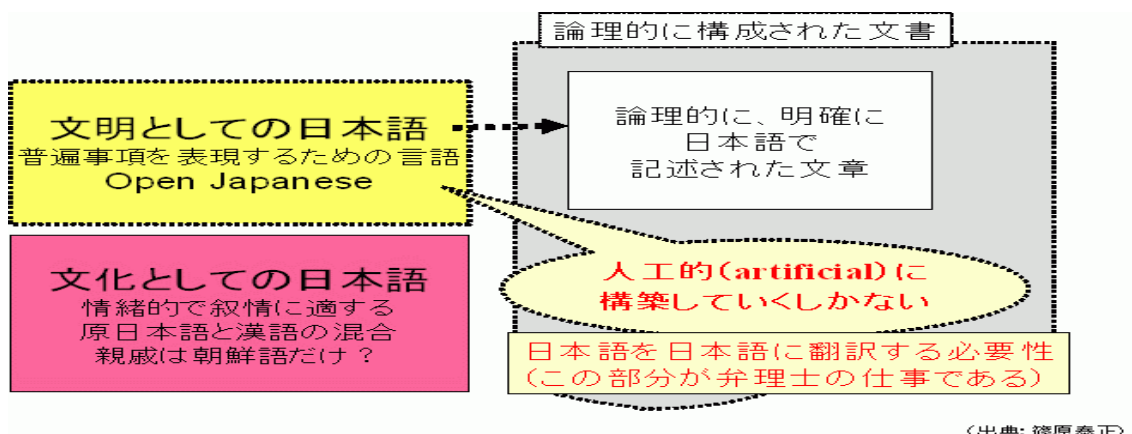 論理的に構成された文書
文明としての日本語
普遍事項を表現するための言語
Open Japanese
論理的に、明確に
日本語で
記述された文章
文化としての日本語
情緒的で叙情に適する
原日本語と漢語の混合
親戚は朝鮮語だけ？
人工的(artificial)に
構築していくしかない
日本語を日本語に翻訳する必要性
(この部分が弁理士の仕事である)
(出典: 篠原泰正)